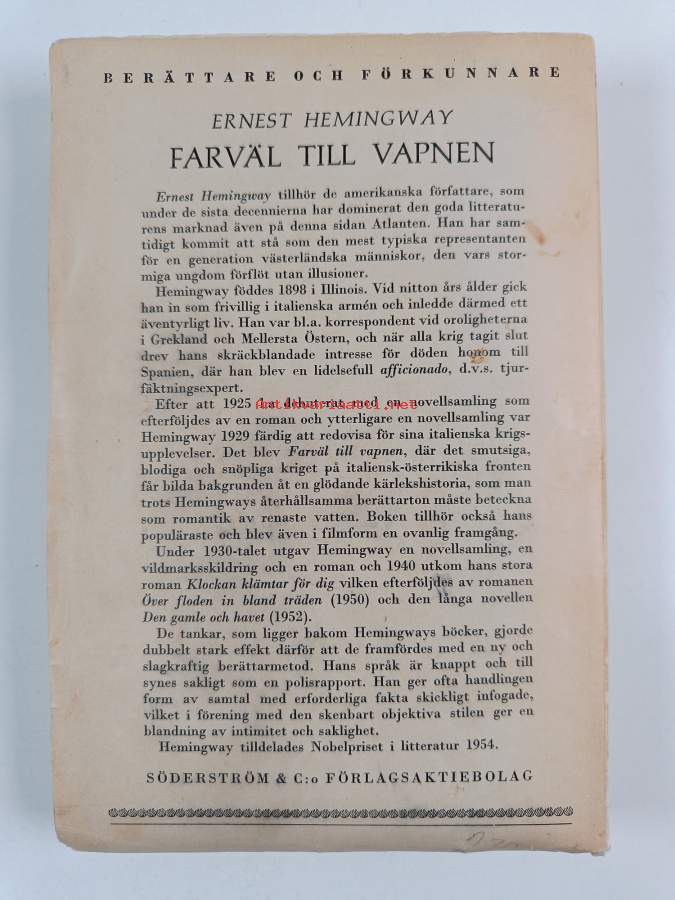 BERÄTTARE OCH FÖRKUNNARE
ERNEST HEMINGWAY
FARVÄL TILL VAPNEN
Ernest Hemingway tillhör de amerikanska författare, som
under de sista decennierna har dominerat den goda litteratu-
rens marknad även på denna sidan Atlanten. Han har sam-
tidigt kommit att stå som den mest typiska representanten
för en generation västerländska människor, den vars stor-
miga ungdom förflöt utan illusioner.
Hemingway föddes 1898 i Illinois. Vid nitton års ålder gick
han in som frivillig i italienska armén och inledde därmed ett
äventyrligt liv. Han var bl.a. korrespondent vid oroligheterna
i Grekland och Mellersta Östern, och när alla krig tagit slut
drev hans skräckblandade intresse för döden honom till
Spanien, där han blev en lidelsefull afficionado, d.v.s. tjur-
fäktningsexpert.
Efter att 1925 ha debuterat med en novellsamling som
antikvariaatti.net
efterföljdes av en roman och ytterligare en novellsamling var
Hemingway 1929 färdig att redovisa för sina italienska krigs-
upplevelser. Det blev Farväl till vapnen, där det smutsiga,
blodiga och snöpliga kriget på italiensk-österrikiska fronten
får bilda bakgrunden åt en glödande kärlekshistoria, som man
trots Hemingways återhållsamma berättarton måste beteckna
som romantik av renaste vatten. Boken tillhör också hans
populäraste och blev även i filmform en ovanlig framgång.
Under 1930-talet utgav Hemingway en novellsamling, en
vildmarksskildring och en roman och 1940 utkom hans stora
roman Klockan klämtar för dig vilken efterföljdes av romanen
Över floden in bland träden (1950) och den långa novellen
Den gamle och havet (1952).
De tankar, som ligger bakom Hemingways böcker, gjorde
dubbelt stark effekt därför att de framfördes med en ny och
slagkraftig berättarmetod. Hans språk är knappt och till
synes sakligt som en polisrapport. Han ger ofta handlingen
form av samtal med erforderliga fakta skickligt infogade,
vilket i förening med den skenbart objektiva stilen ger en
blandning av intimitet och saklighet.
Hemingway tilldelades Nobelpriset i litteratur 1954.
SÖDERSTRÖM & C:o FÖRLAGSAKTIEBOLAG